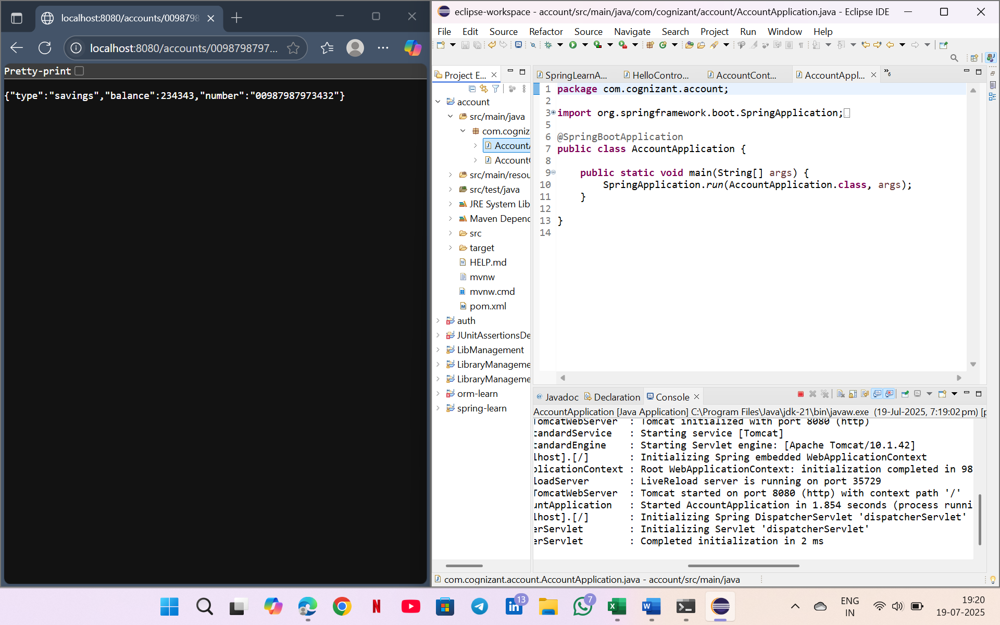 localhost:8080/accounts/0098798
localhost:8080/accounts/0098798797...
Pretty-print
{"type":"savings","balance":234343,"number":"00987987973432"}
eclipse-workspace - account/src/main/java/com/cognizant/account/AccountApplication.java - Eclipse IDE
File Edit Source Refactor Source Navigate Search Project Run Window Help
Project E...
account
src/main/java
com.cogniz
Account
Account
src/main/resou
src/test/java
JRE System Lib
Maven Depend
src
target
HELP.md
mvnw
mvnw.cmd
pom.xml
auth
JUnitAssertionsDe
LibManagement
LibraryManageme
LibraryManageme
orm-learn
spring-learn
SpringLearnA... HelloContro... AccountCont... AccountAppl... 6
1 package com.cognizant.account;
2
3 import org.springframework.boot.SpringApplication;
5
6 @SpringBootApplication
7 public class AccountApplication {
8
9 public static void main(String[] args) {
10 SpringApplication.run(AccountApplication.class, args);
11 }
12
13 }
14
@ Javadoc Declaration Console
AccountApplication [Java Application] C:\Program Files\Java\jdk-21\bin\javaw.exe (19-Jul-2025, 7:19:02 pm) [p
TomcatWebServer : Tomcat initialized with port 8080 (http)
tandardService : Starting service [Tomcat]
tandardEngine : Starting Servlet engine: [Apache Tomcat/10.1.42]
lhost].[/] : Initializing Spring embedded WebApplicationContext
plicationContext : Root WebApplicationContext: initialization completed in 98
loadServer : LiveReload server is running on port 35729
TomcatWebServer : Tomcat started on port 8080 (http) with context path '/'
untApplication : Started AccountApplication in 1.854 seconds (process runni
lhost].[/] : Initializing Spring DispatcherServlet 'dispatcherServlet'
erServlet : Initializing Servlet 'dispatcherServlet'
erServlet : Completed initialization in 2 ms
com.cognizant.account.AccountApplication.java - account/src/main/java
13
7
ENG
IN
19:20
19-07-2025